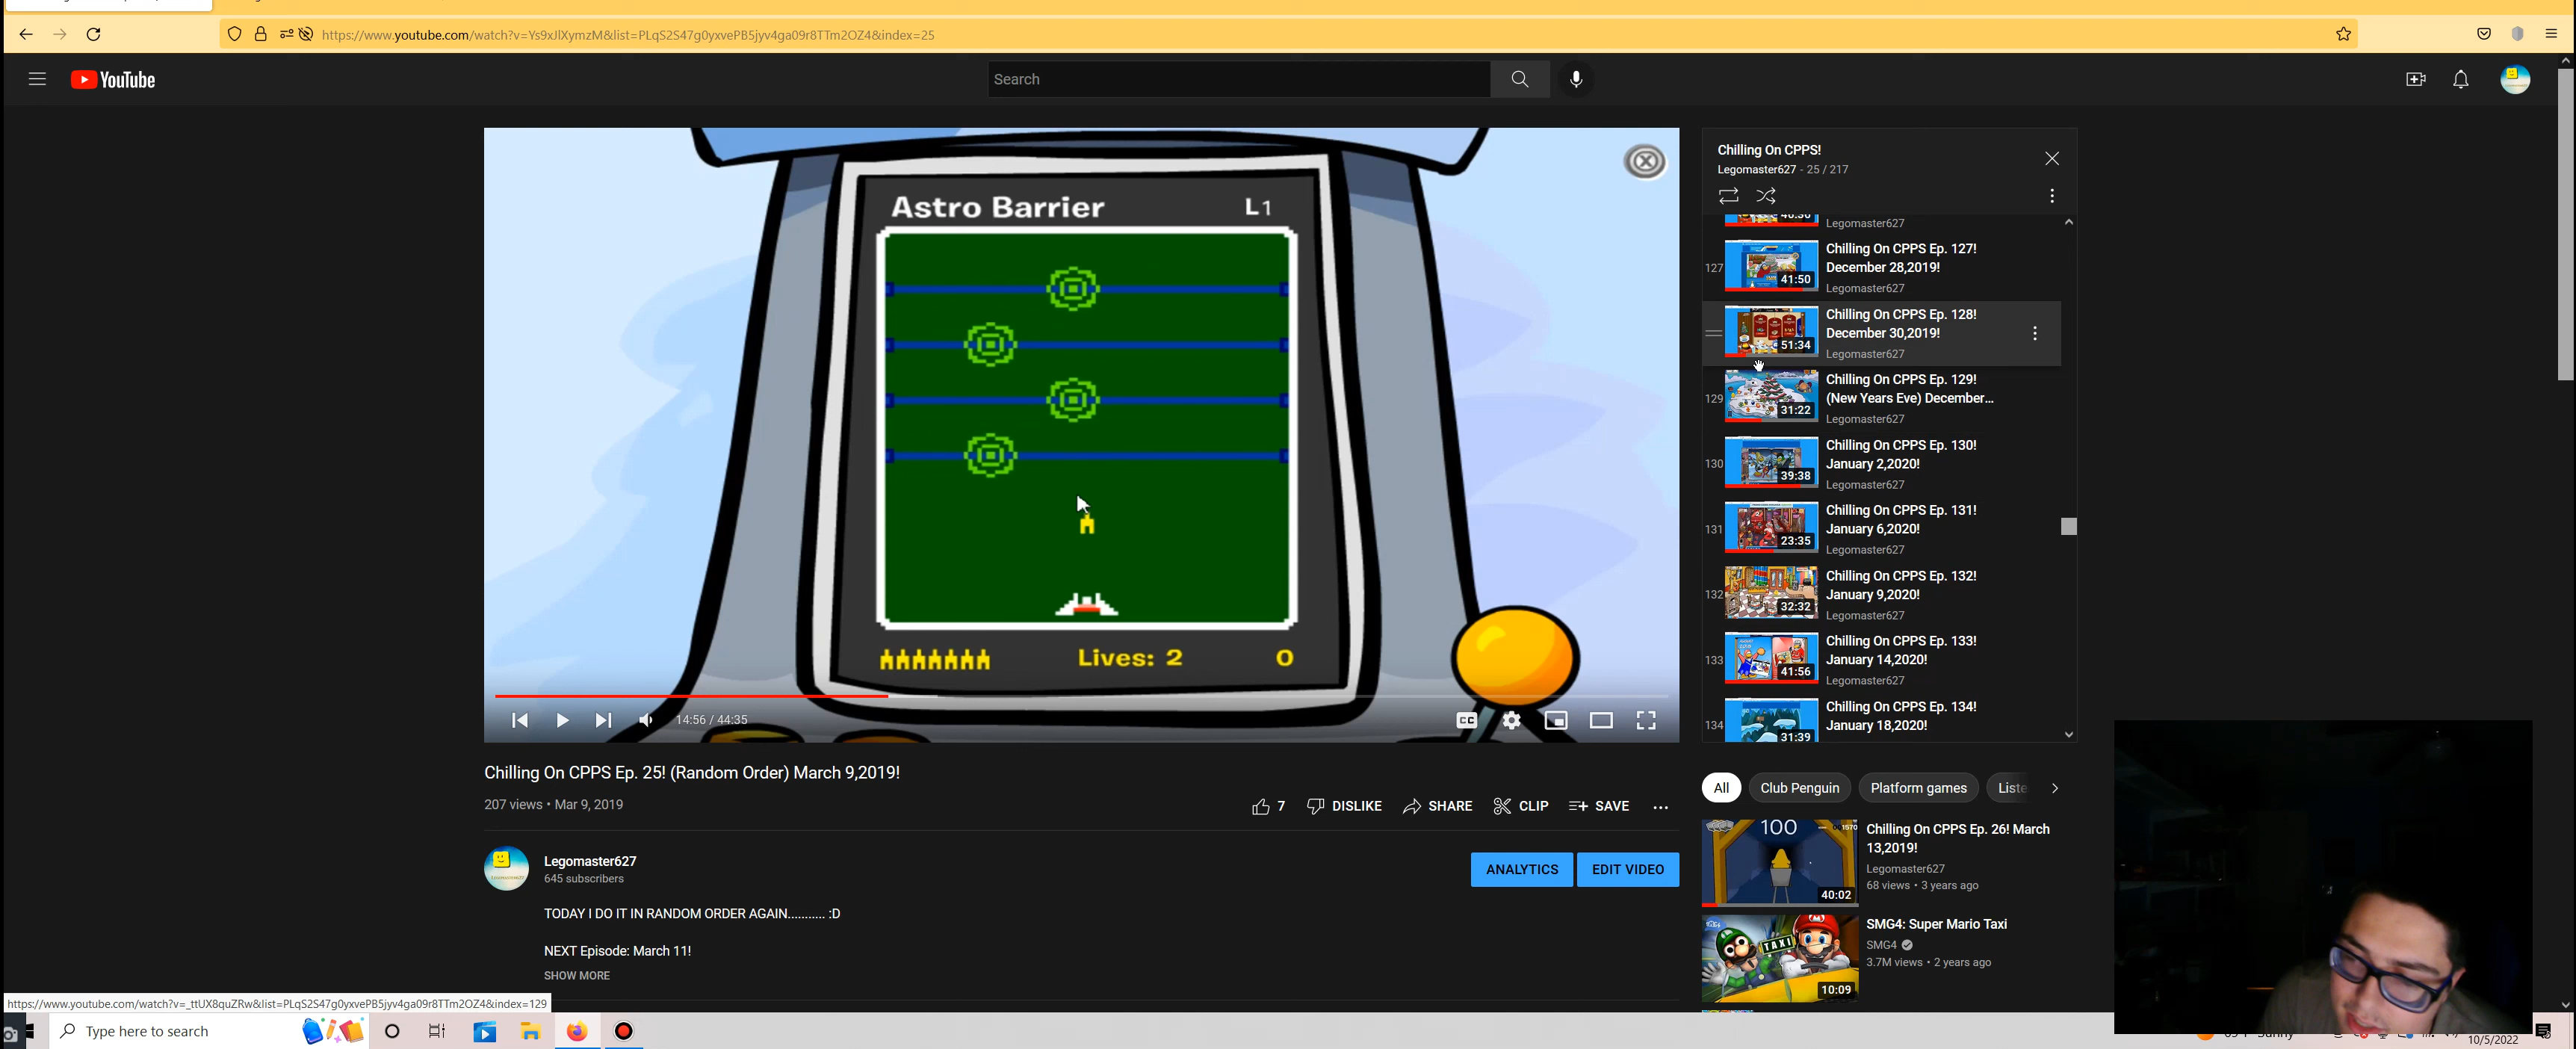 https://www.youtube.com/watch?v=Ys9xJlXymzM&list=PLqS2S47g0yxvePB5jyv4ga09r8TTm2OZ4&index=25
YouTube
Search
Astro Barrier L1
Lives: 2 0
14:56 / 44:35
CC
Chilling On CPPS Ep. 25! (Random Order) March 9,2019!
207 views • Mar 9, 2019
7 DISLIKE SHARE CLIP SAVE
Legomaster627
645 subscribers
ANALYTICS EDIT VIDEO
TODAY I DO IT IN RANDOM ORDER AGAIN........... :D
NEXT Episode: March 11!
SHOW MORE
Chilling On CPPS!
Legomaster627 - 25 / 217
Legomaster627
127
41:50
Chilling On CPPS Ep. 127!
December 28,2019!
Legomaster627
51:34
Chilling On CPPS Ep. 128!
December 30,2019!
Legomaster627
129
31:22
Chilling On CPPS Ep. 129!
(New Years Eve) December...
Legomaster627
130
39:38
Chilling On CPPS Ep. 130!
January 2,2020!
Legomaster627
131
23:35
Chilling On CPPS Ep. 131!
January 6,2020!
Legomaster627
132
32:32
Chilling On CPPS Ep. 132!
January 9,2020!
Legomaster627
133
41:56
Chilling On CPPS Ep. 133!
January 14,2020!
Legomaster627
134
31:39
Chilling On CPPS Ep. 134!
January 18,2020!
All Club Penguin Platform games Liste
100 1570
40:02
Chilling On CPPS Ep. 26! March
13,2019!
Legomaster627
68 views • 3 years ago
TAXI
10:09
SMG4: Super Mario Taxi
SMG4
3.7M views • 2 years ago
https://www.youtube.com/watch?v=_ttUX8quZRw&list=PLqS2S47g0yxvePB5jyv4ga09r8TTm2OZ4&index=129
Type here to search
10/5/2022